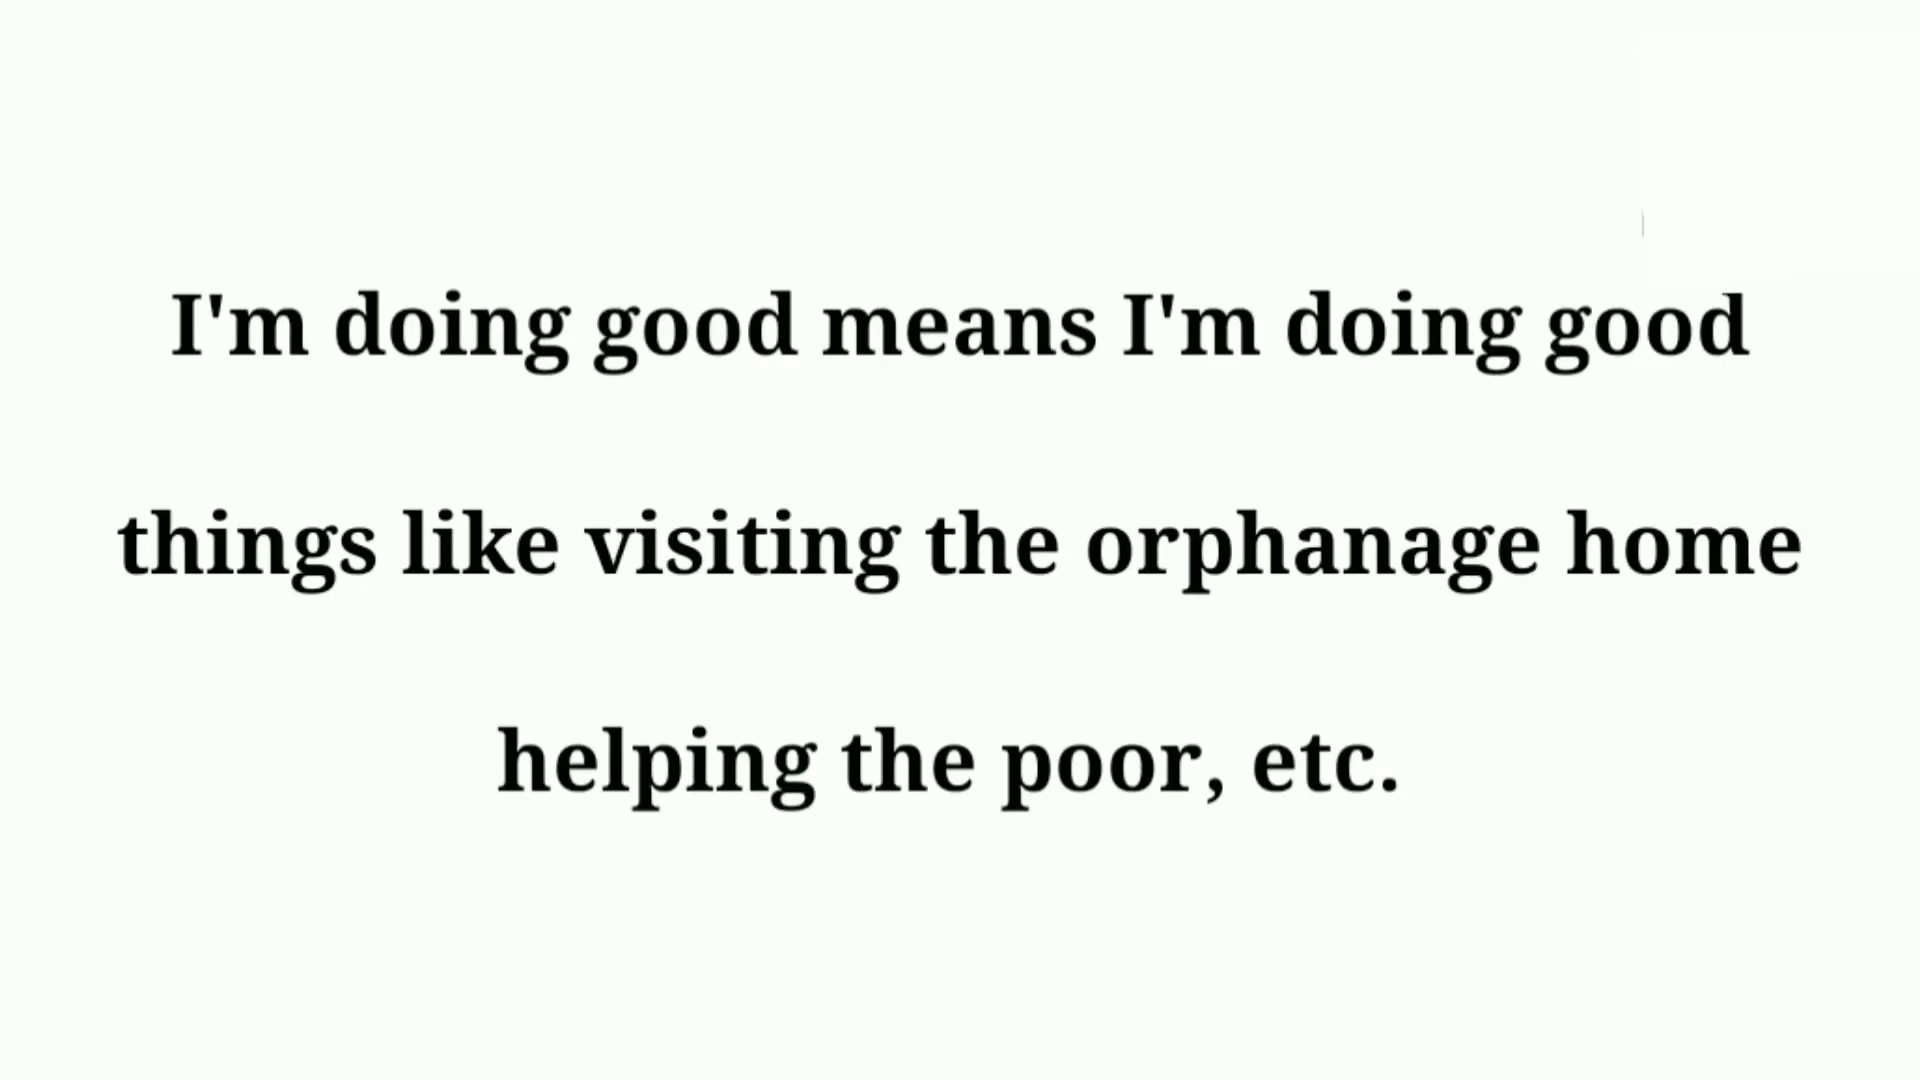 I'm doing good means I'm doing good
things like visiting the orphanage home
helping the poor, etc.